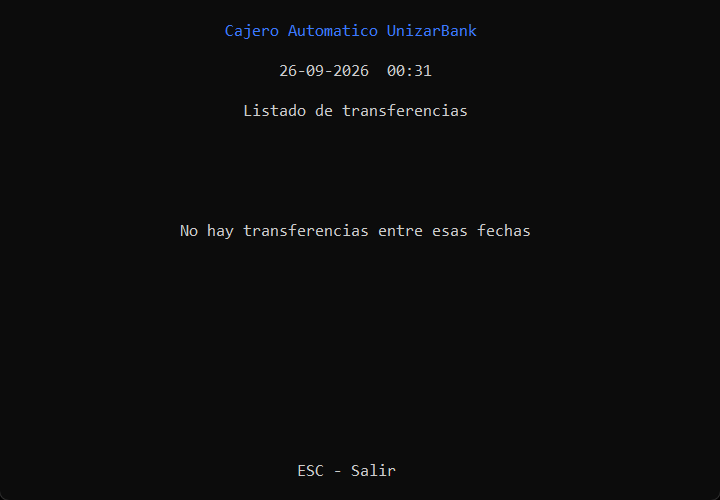 Cajero Automatico UnizarBank
26-09-2026  00:31
Listado de transferencias
No hay transferencias entre esas fechas
ESC - Salir